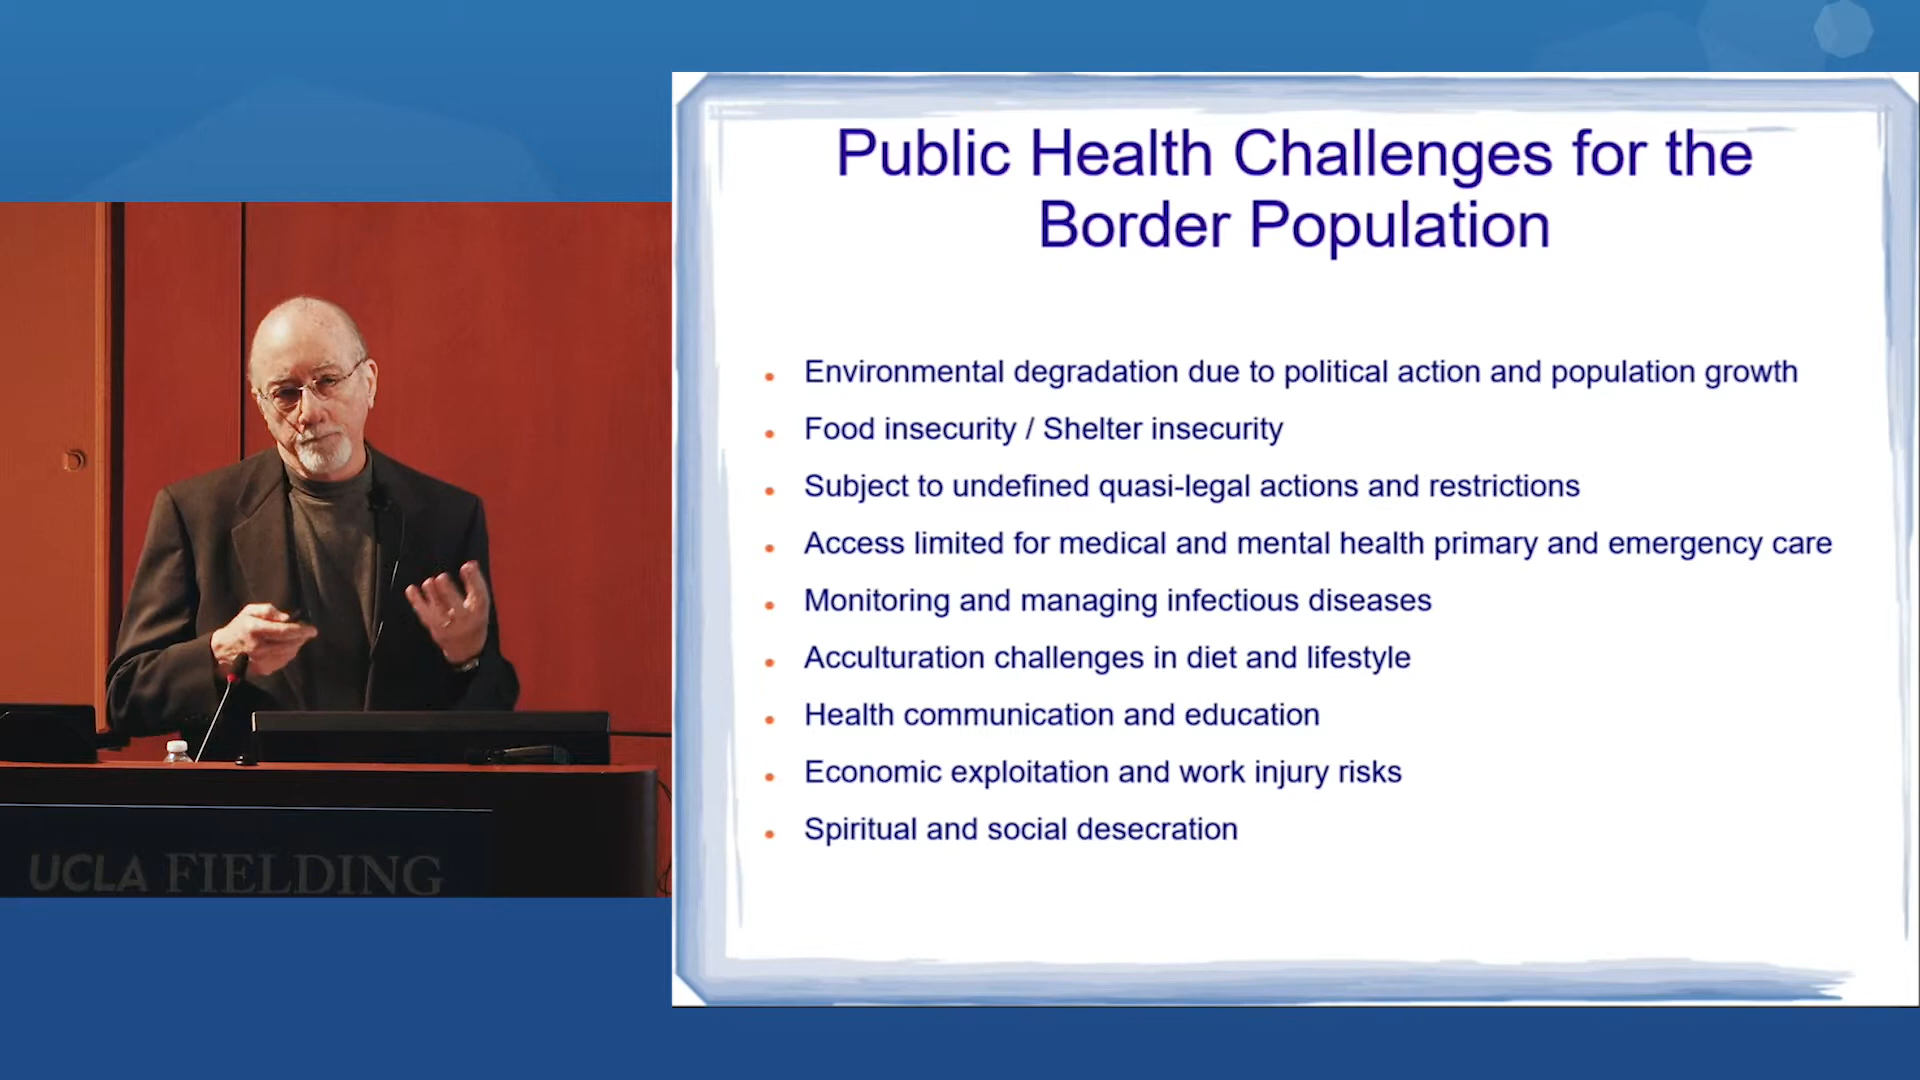 Public Health Challenges for the
Border Population
Environmental degradation due to political action and population growth
Food insecurity / Shelter insecurity
Subject to undefined quasi-legal actions and restrictions
Access limited for medical and mental health primary and emergency care
Monitoring and managing infectious diseases
Acculturation challenges in diet and lifestyle
Health communication and education
Economic exploitation and work injury risks
Spiritual and social desecration
UCLA FIELDING